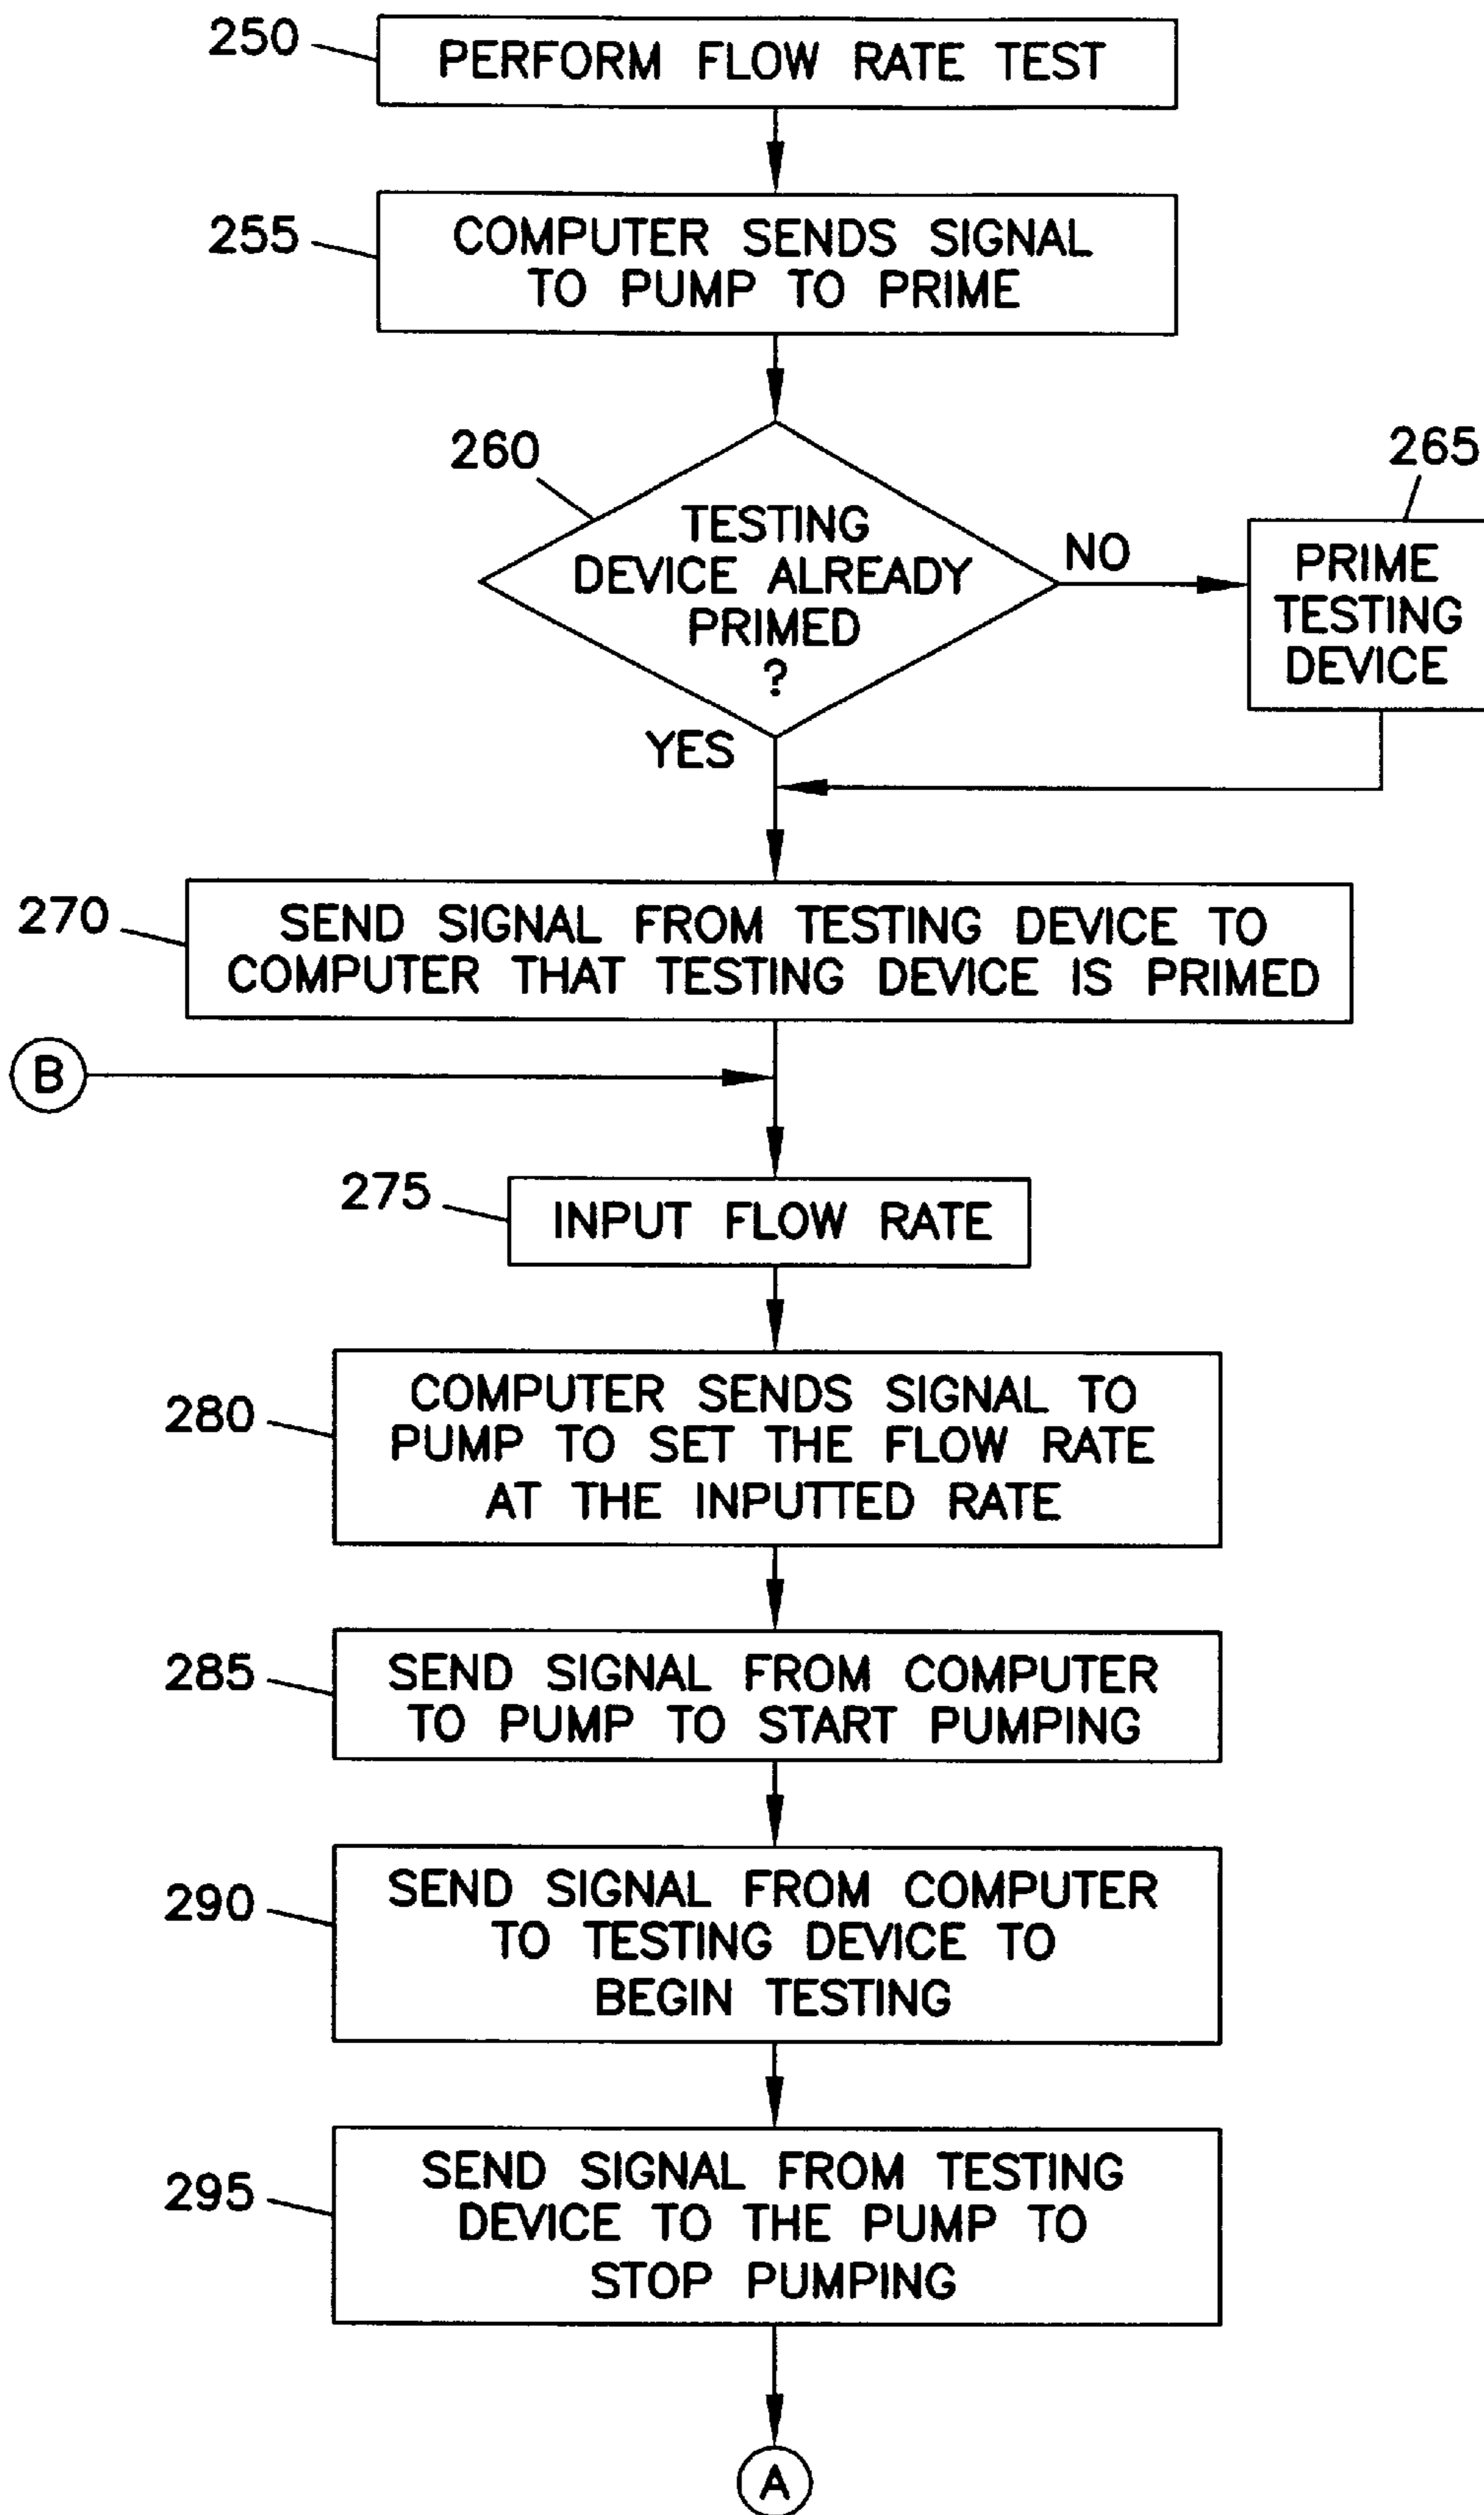 250
PERFORM FLOW RATE TEST
255
COMPUTER SENDS SIGNAL
TO PUMP TO PRIME
260
TESTING
DEVICE ALREADY
PRIMED
?
NO
265
PRIME
TESTING
DEVICE
YES
270
SEND SIGNAL FROM TESTING DEVICE TO
COMPUTER THAT TESTING DEVICE IS PRIMED
B
275
INPUT FLOW RATE
280
COMPUTER SENDS SIGNAL TO
PUMP TO SET THE FLOW RATE
AT THE INPUTTED RATE
285
SEND SIGNAL FROM COMPUTER
TO PUMP TO START PUMPING
290
SEND SIGNAL FROM COMPUTER
TO TESTING DEVICE TO
BEGIN TESTING
295
SEND SIGNAL FROM TESTING
DEVICE TO THE PUMP TO
STOP PUMPING
A